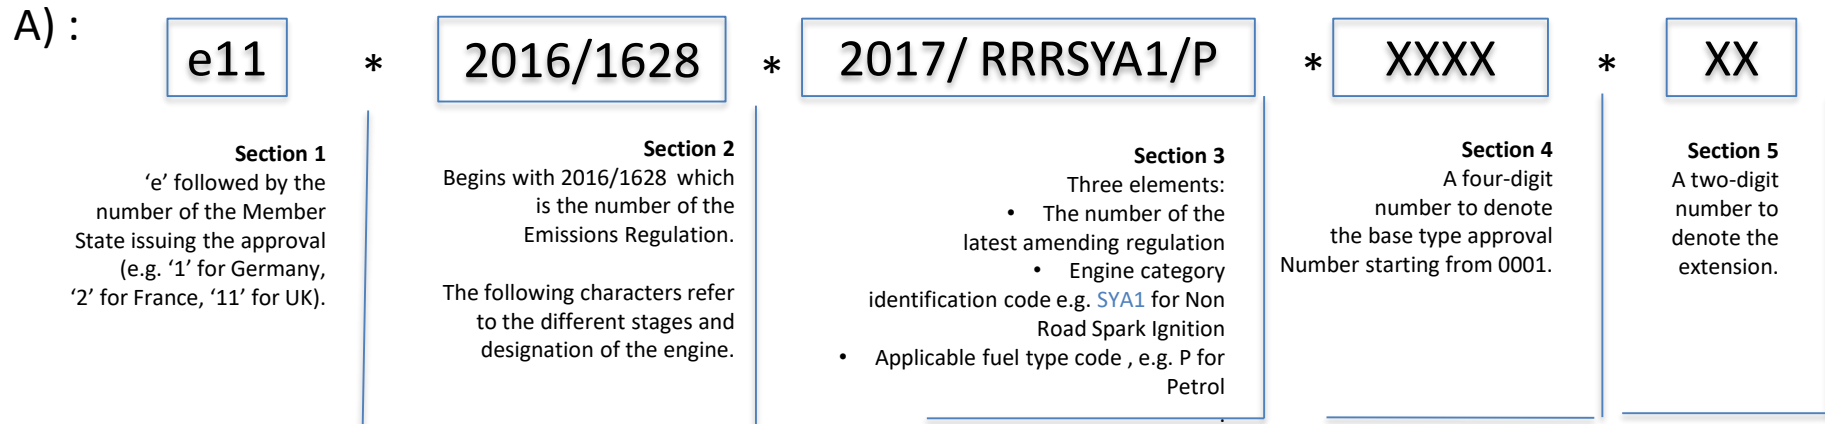 A) :
e11 * 2016/1628 * 2017/ RRRSYA1/P * XXXX * XX
Section 1
‘e’ followed by the
number of the Member
State issuing the approval
(e.g. ‘1’ for Germany,
‘2’ for France, ‘11’ for UK).
Section 2
Begins with 2016/1628 which
is the number of the
Emissions Regulation.
The following characters refer
to the different stages and
designation of the engine.
Section 3
Three elements:
• The number of the
latest amending regulation
• Engine category
identification code e.g. SYA1 for Non
Road Spark Ignition
• Applicable fuel type code , e.g. P for
Petrol
.
Section 4
A four-digit
number to denote
the base type approval
Number starting from 0001.
Section 5
A two-digit
number to
denote the
extension.